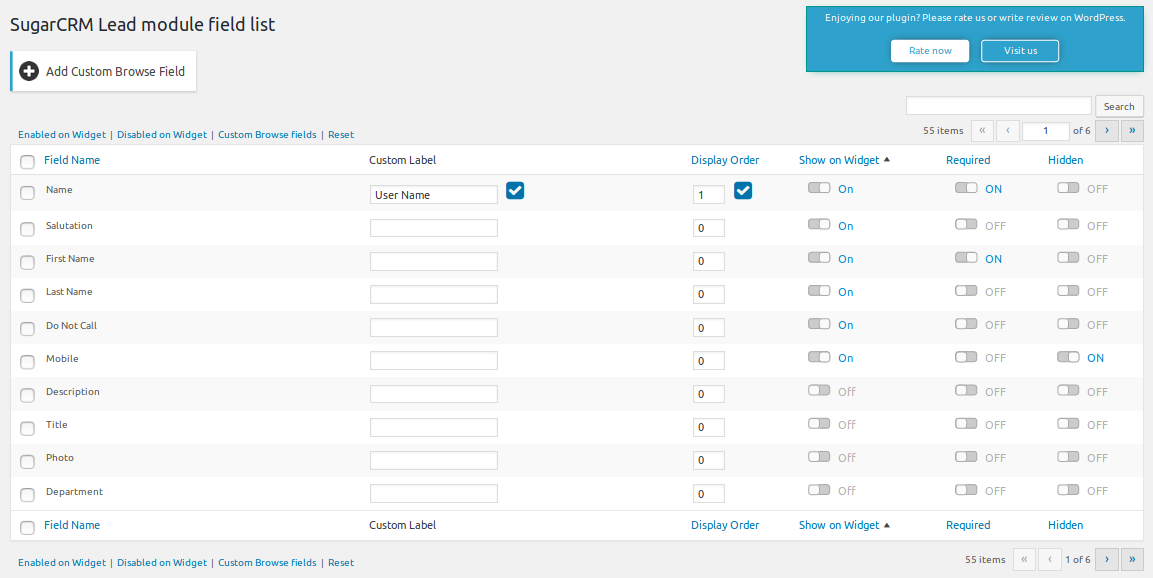 SugarCRM Lead module field list
Enjoying our plugin? Please rate us or write review on WordPress.
Rate now Visit us
Add Custom Browse Field
Search
Enabled on Widget | Disabled on Widget | Custom Browse fields | Reset 55 items « ‹ 1 of 6 › »
Field Name Custom Label Display Order Show on Widget Required Hidden
Name User Name 1 On ON OFF
Salutation 0 On OFF OFF
First Name 0 On ON OFF
Last Name 0 On OFF OFF
Do Not Call 0 On OFF OFF
Mobile 0 On OFF ON
Description 0 Off OFF OFF
Title 0 Off OFF OFF
Photo 0 Off OFF OFF
Department 0 Off OFF OFF
Field Name Custom Label Display Order Show on Widget Required Hidden
Enabled on Widget | Disabled on Widget | Custom Browse fields | Reset 55 items « ‹ 1 of 6 › »